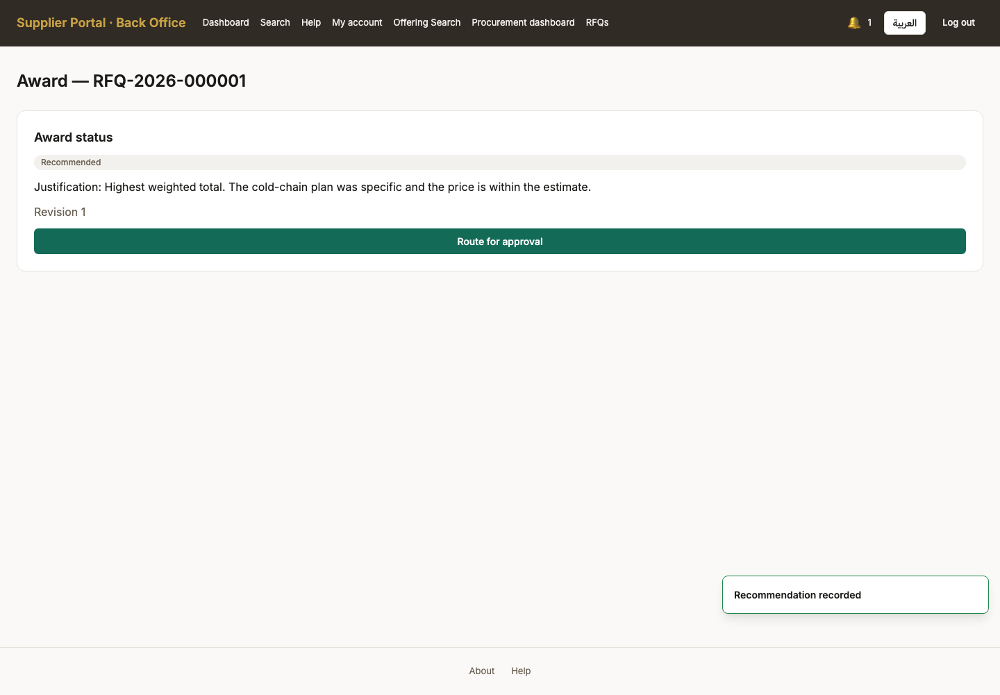 Supplier Portal · Back Office Dashboard Search Help My account Offering Search Procurement dashboard RFQs 1 العربية Log out
Award — RFQ-2026-000001
Award status
Recommended
Justification: Highest weighted total. The cold-chain plan was specific and the price is within the estimate.
Revision 1
Route for approval
Recommendation recorded
About Help